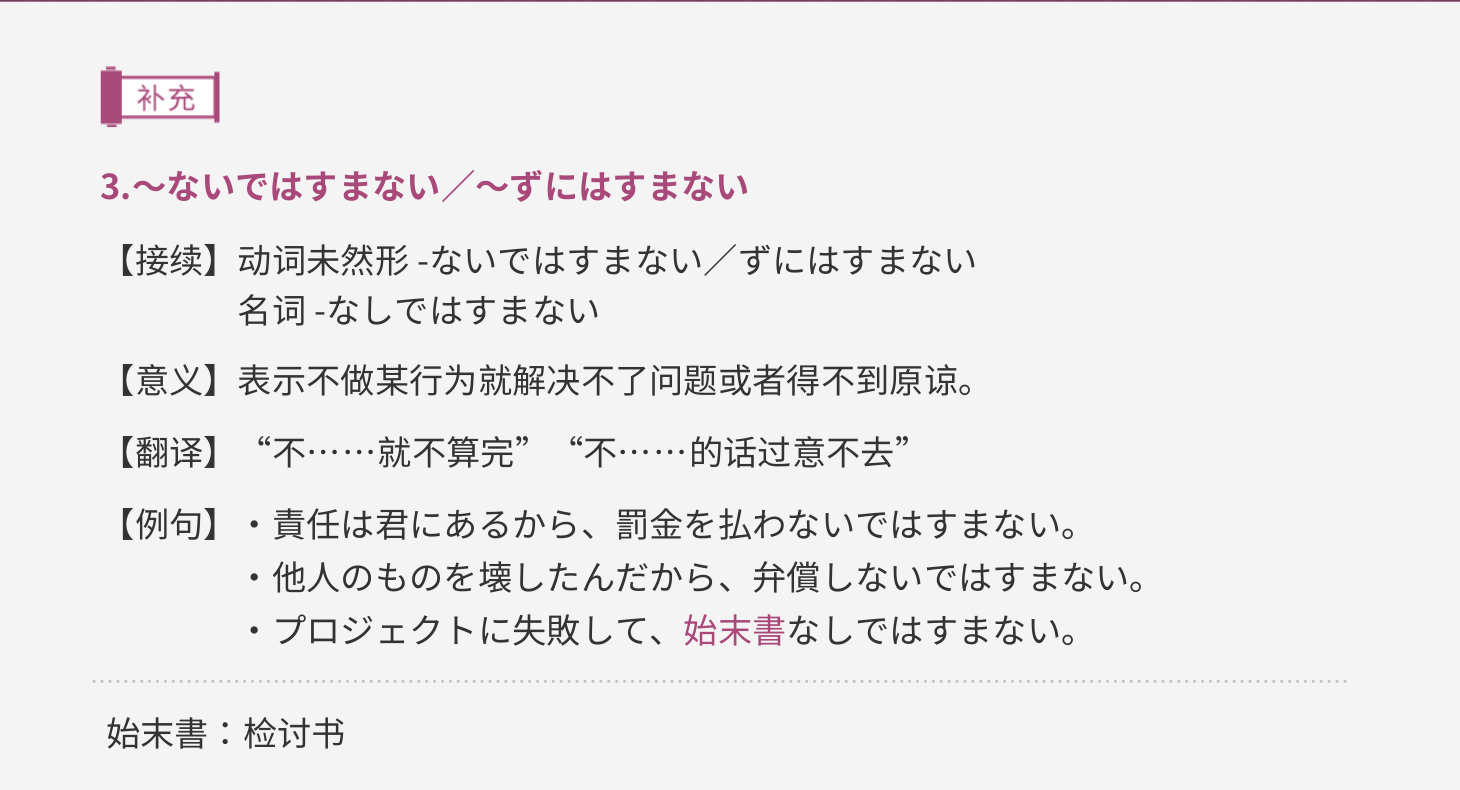 补充
3.～ないではすまない／～ずにはすまない
【接续】动词未然形 -ないではすまない／ずにはすまない
名词 -なしではすまない
【意义】表示不做某行为就解决不了问题或者得不到原谅。
【翻译】“不……就不算完” “不……的话过意不去”
【例句】・責任は君にあるから、罰金を払わないではすまない。
・他人のものを壊したんだから、弁償しないではすまない。
・プロジェクトに失敗して、始末書なしではすまない。
始末書：检讨书